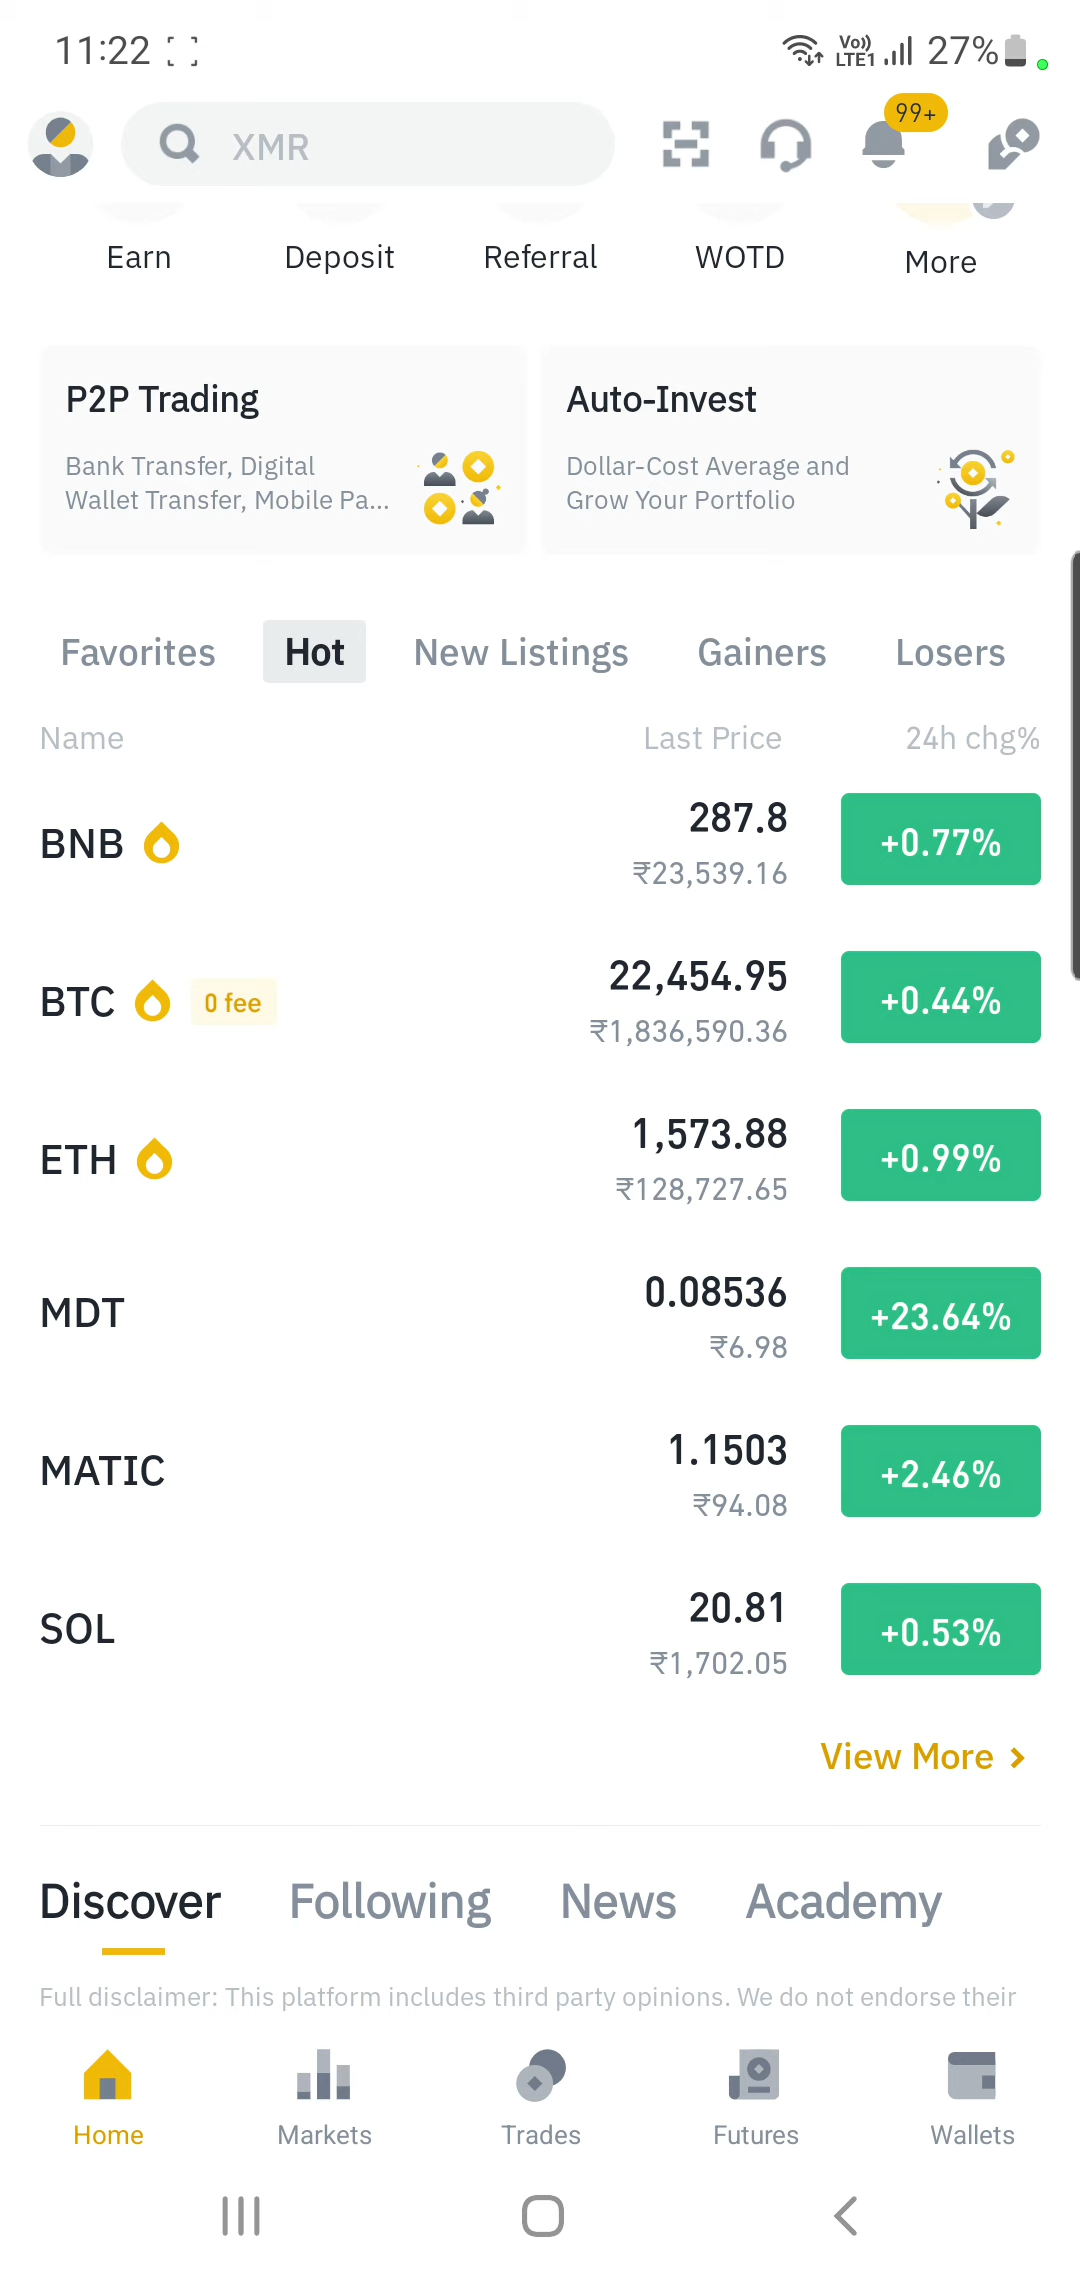 11:22 Vo)) LTE1 27%
XMR 99+
Earn Deposit Referral WOTD More
P2P Trading
Bank Transfer, Digital
Wallet Transfer, Mobile Pa...
Auto-Invest
Dollar-Cost Average and
Grow Your Portfolio
Favorites Hot New Listings Gainers Losers
Name Last Price 24h chg%
BNB 287.8 +0.77%
₹23,539.16
BTC 0 fee 22,454.95 +0.44%
₹1,836,590.36
ETH 1,573.88 +0.99%
₹128,727.65
MDT 0.08536 +23.64%
₹6.98
MATIC 1.1503 +2.46%
₹94.08
SOL 20.81 +0.53%
₹1,702.05
View More
Discover Following News Academy
Full disclaimer: This platform includes third party opinions. We do not endorse their
Home Markets Trades Futures Wallets